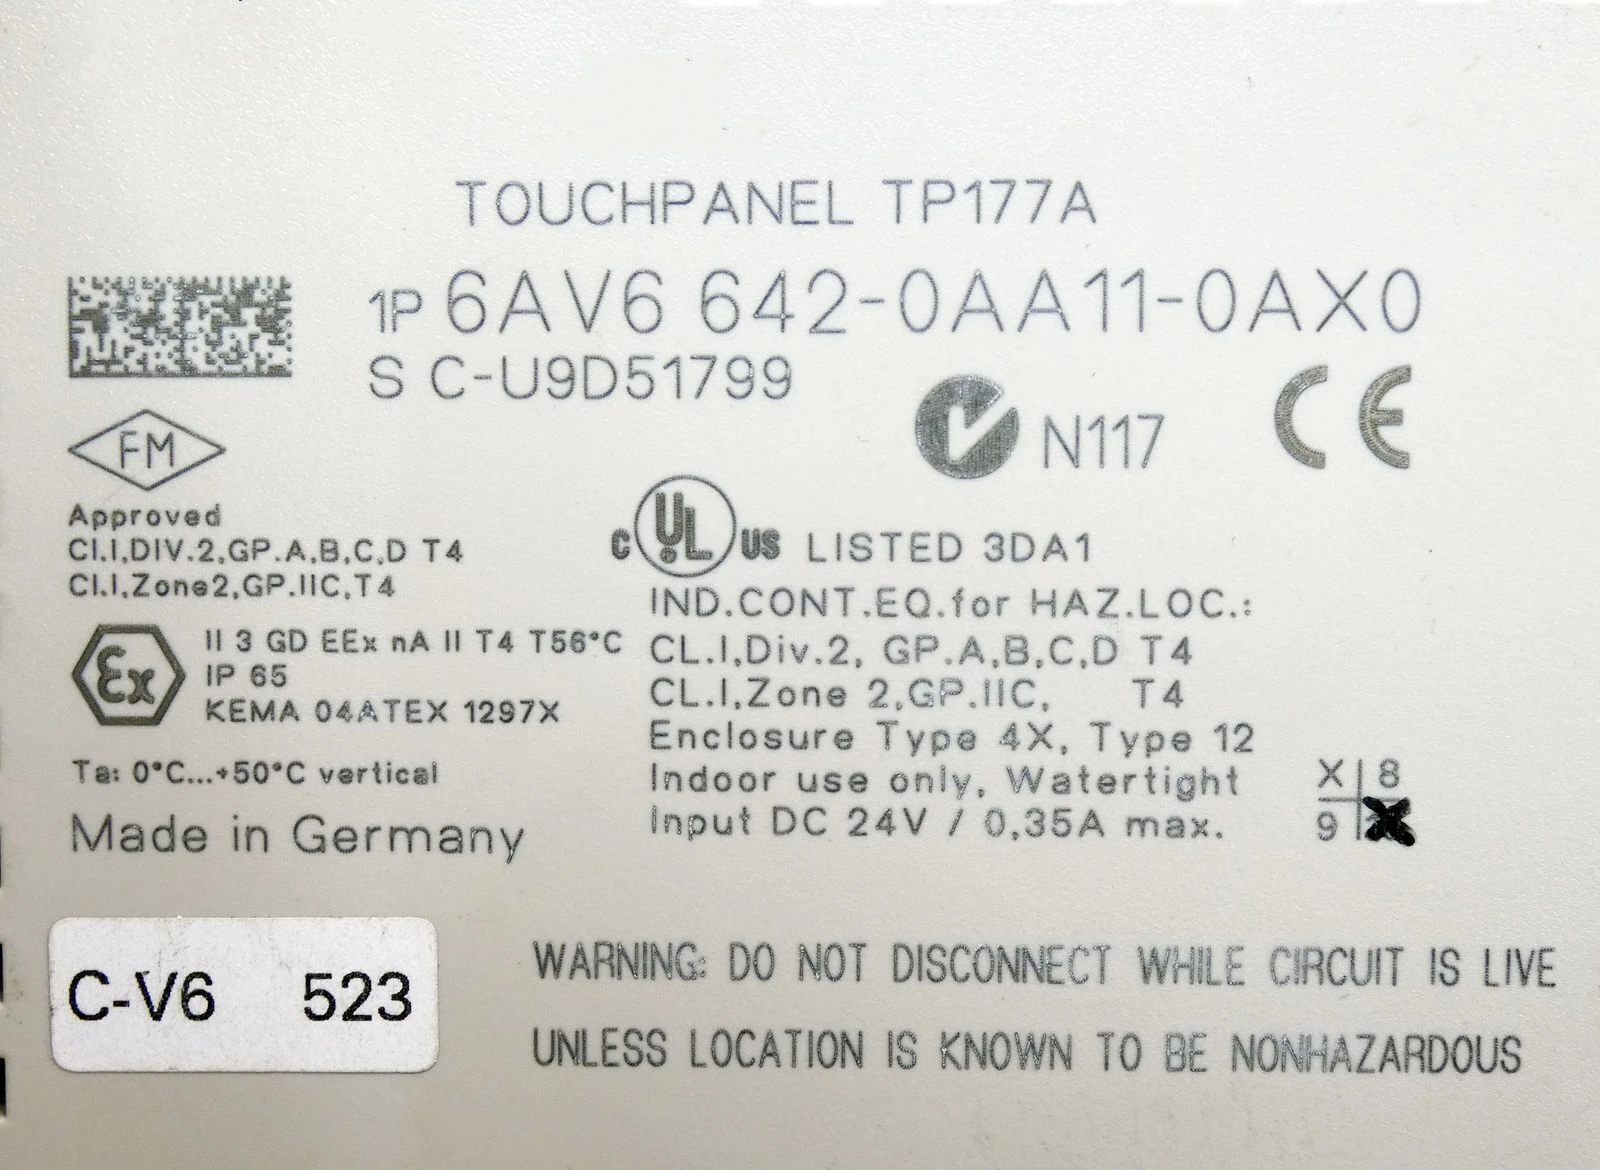 TOUCHPANEL TP177A
1P 6AV6 642-0AA11-0AX0
S C-U9D51799
N117
CE
FM
Approved
Cl.I,DIV.2,GP.A,B,C,D T4
Cl.I,Zone2,GP.IIC,T4
Ex
II 3 GD EEx nA II T4 T56°C
IP 65
KEMA 04ATEX 1297X
Ta: 0°C...+50°C vertical
Made in Germany
C UL US LISTED 3DA1
IND.CONT.EQ.for HAZ.LOC.:
CL.I,Div.2, GP.A,B,C,D T4
CL.I,Zone 2,GP.IIC, T4
Enclosure Type 4X, Type 12
Indoor use only, Watertight
Input DC 24V / 0,35A max.
X 8
9
C-V6 523
WARNING: DO NOT DISCONNECT WHILE CIRCUIT IS LIVE
UNLESS LOCATION IS KNOWN TO BE NONHAZARDOUS